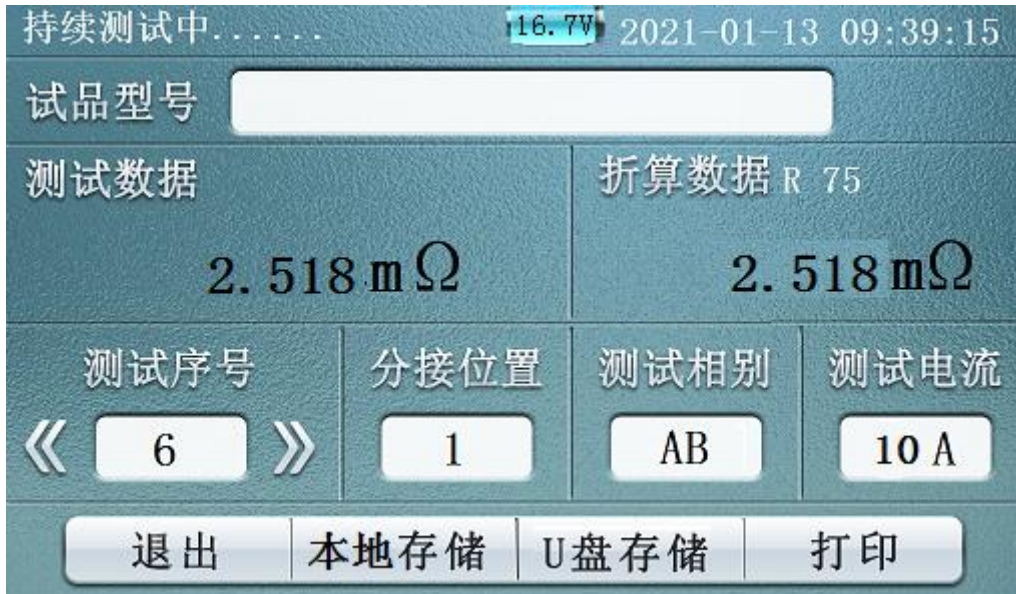 持续测试中...... 16.7V 2021-01-13 09:39:15
试品型号
测试数据 折算数据 R 75
2.518 mΩ 2.518 mΩ
测试序号 分接位置 测试相别 测试电流
《 6 》 1 AB 10 A
退出 本地存储 U盘存储 打印